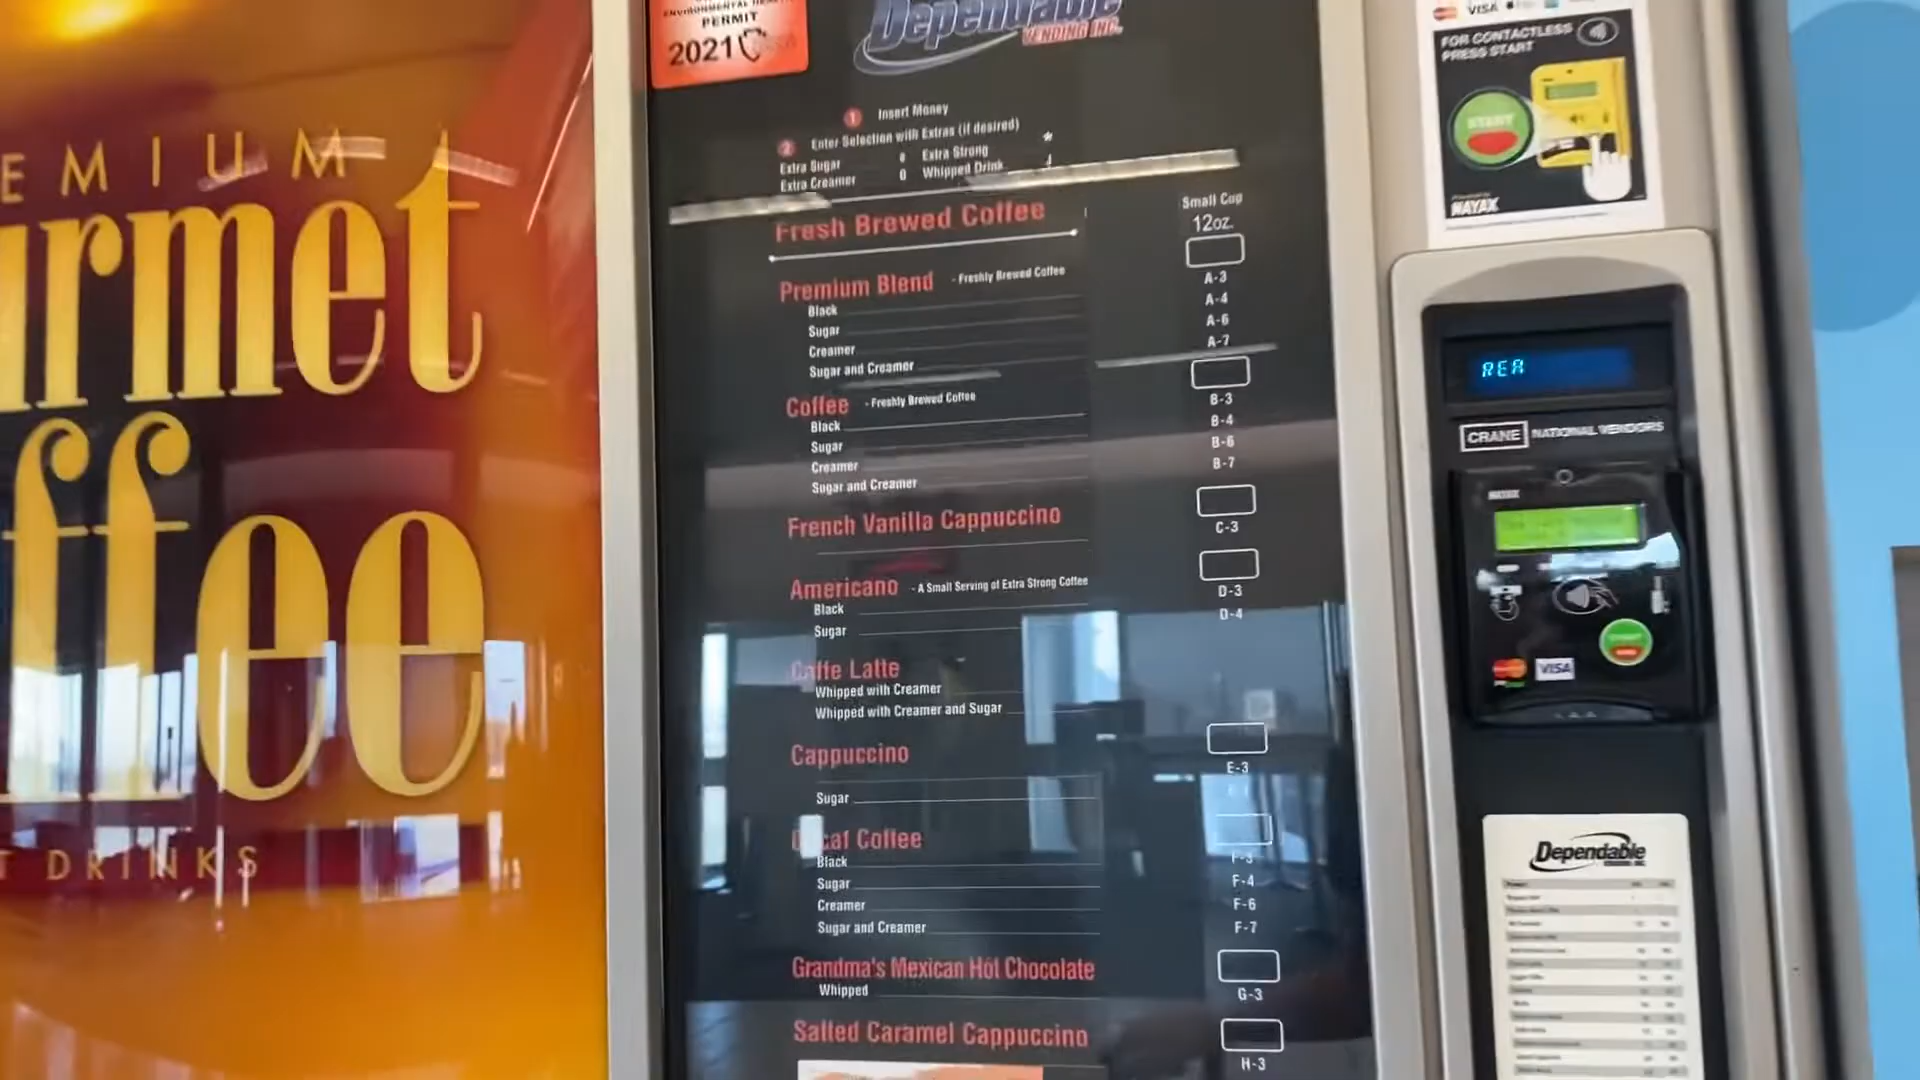 EMIUM
urmet
ffee
T DRINKS
PERMIT
2021
Dependable
VENDING INC.
1 Insert Money
2 Enter Selection with Extras (if desired)
Extra Sugar # Extra Strong *
Extra Creamer 0 Whipped Drink J
Fresh Brewed Coffee
Small Cup
12oz.
Premium Blend - Freshly Brewed Coffee
A-3
Black
A-4
Sugar
A-6
Creamer
A-7
Sugar and Creamer
Coffee - Freshly Brewed Coffee
B-3
Black
B-4
Sugar
B-6
Creamer
B-7
Sugar and Creamer
French Vanilla Cappuccino
C-3
Americano - A Small Serving of Extra Strong Coffee
D-3
Black
D-4
Sugar
Caffe Latte
Whipped with Creamer
Whipped with Creamer and Sugar
Cappuccino
E-3
Sugar
Decaf Coffee
F-3
Black
F-4
Sugar
F-6
Creamer
F-7
Sugar and Creamer
Grandma's Mexican Hot Chocolate
G-3
Whipped
Salted Caramel Cappuccino
H-3
VISA
FOR CONTACTLESS
PRESS START
START
NAYAX
REA
CRANE NATIONAL VENDORS
NAYAX
VISA
Dependable